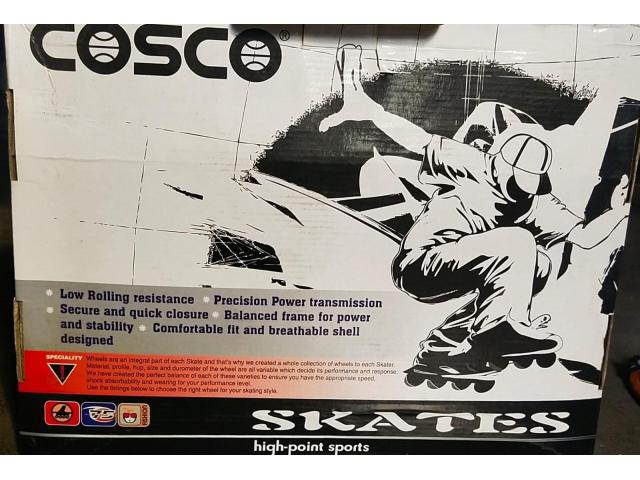 COSCO®
Low Rolling resistance Precision Power transmission
Secure and quick closure Balanced frame for power
and stability Comfortable fit and breathable shell
designed
SPECIALITY
Wheels are an integral part of each Skate and that's why we created a whole collection of wheels to each Skater.
Material, profile, hup, size and durometer of the wheel are all variable which decide its performance and response.
We have created the perfect balance of each of these varieties to ensure you have the appropriate speed,
shock absorbability and wearing for your performance level.
Use the listings below to choose the right wheel for your skating style.
SKATES
high-point sports